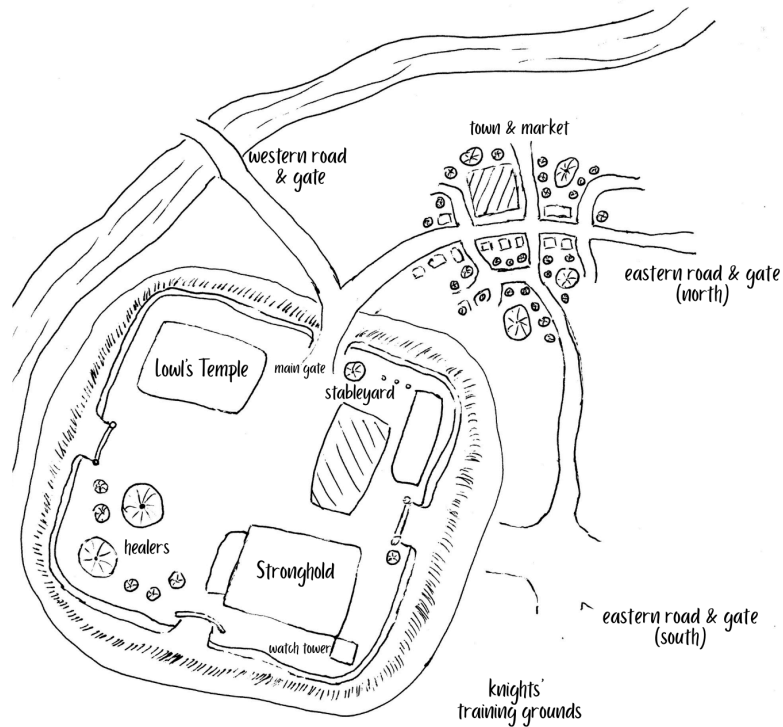 town & market
western road
& gate
eastern road & gate
(north)
Lowl's Temple
main gate
stableyard
healers
Stronghold
eastern road & gate
(south)
watch tower
knights'
training grounds